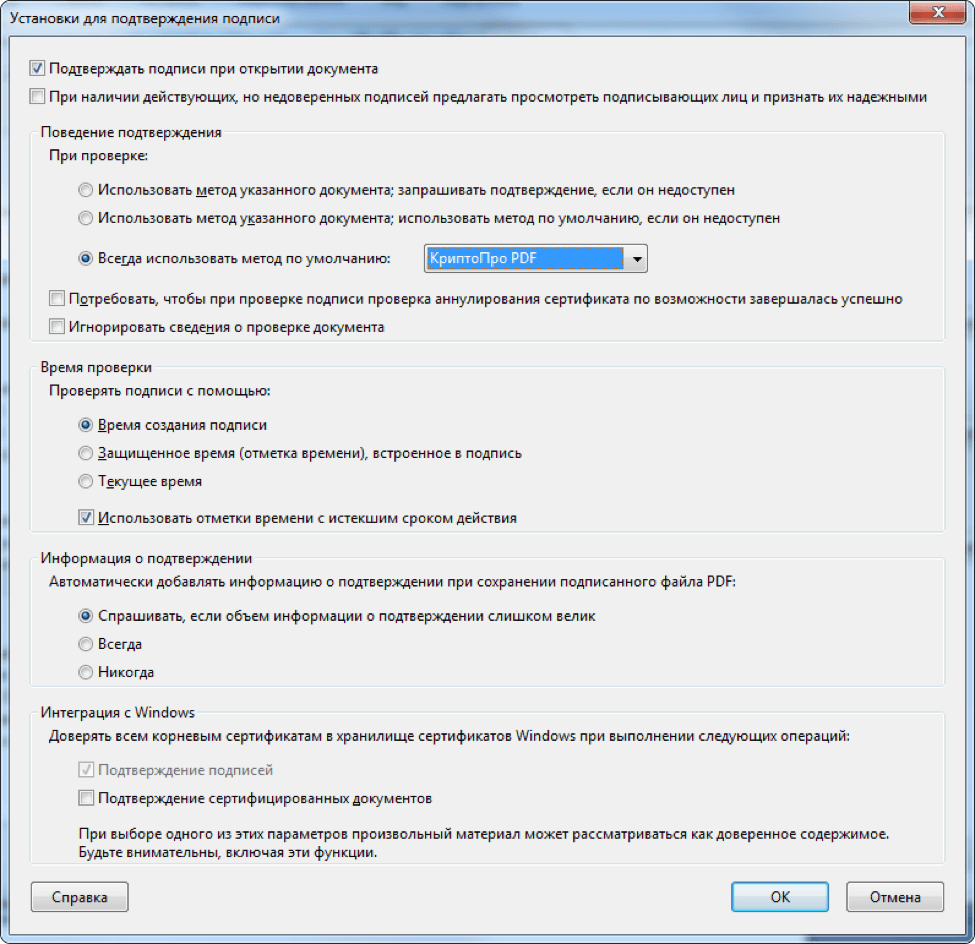 Установки для подтверждения подписи
Подтверждать подписи при открытии документа
При наличии действующих, но недоверенных подписей предлагать просмотреть подписывающих лиц и признать их надежными
Поведение подтверждения
При проверке:
Использовать метод указанного документа; запрашивать подтверждение, если он недоступен
Использовать метод указанного документа; использовать метод по умолчанию, если он недоступен
Всегда использовать метод по умолчанию: КриптоПро PDF
Потребовать, чтобы при проверке подписи проверка аннулирования сертификата по возможности завершалась успешно
Игнорировать сведения о проверке документа
Время проверки
Проверять подписи с помощью:
Время создания подписи
Защищенное время (отметка времени), встроенное в подпись
Текущее время
Использовать отметки времени с истекшим сроком действия
Информация о подтверждении
Автоматически добавлять информацию о подтверждении при сохранении подписанного файла PDF:
Спрашивать, если объем информации о подтверждении слишком велик
Всегда
Никогда
Интеграция с Windows
Доверять всем корневым сертификатам в хранилище сертификатов Windows при выполнении следующих операций:
Подтверждение подписей
Подтверждение сертифицированных документов
При выборе одного из этих параметров произвольный материал может рассматриваться как доверенное содержимое.
Будьте внимательны, включая эти функции.
Справка ОК Отмена